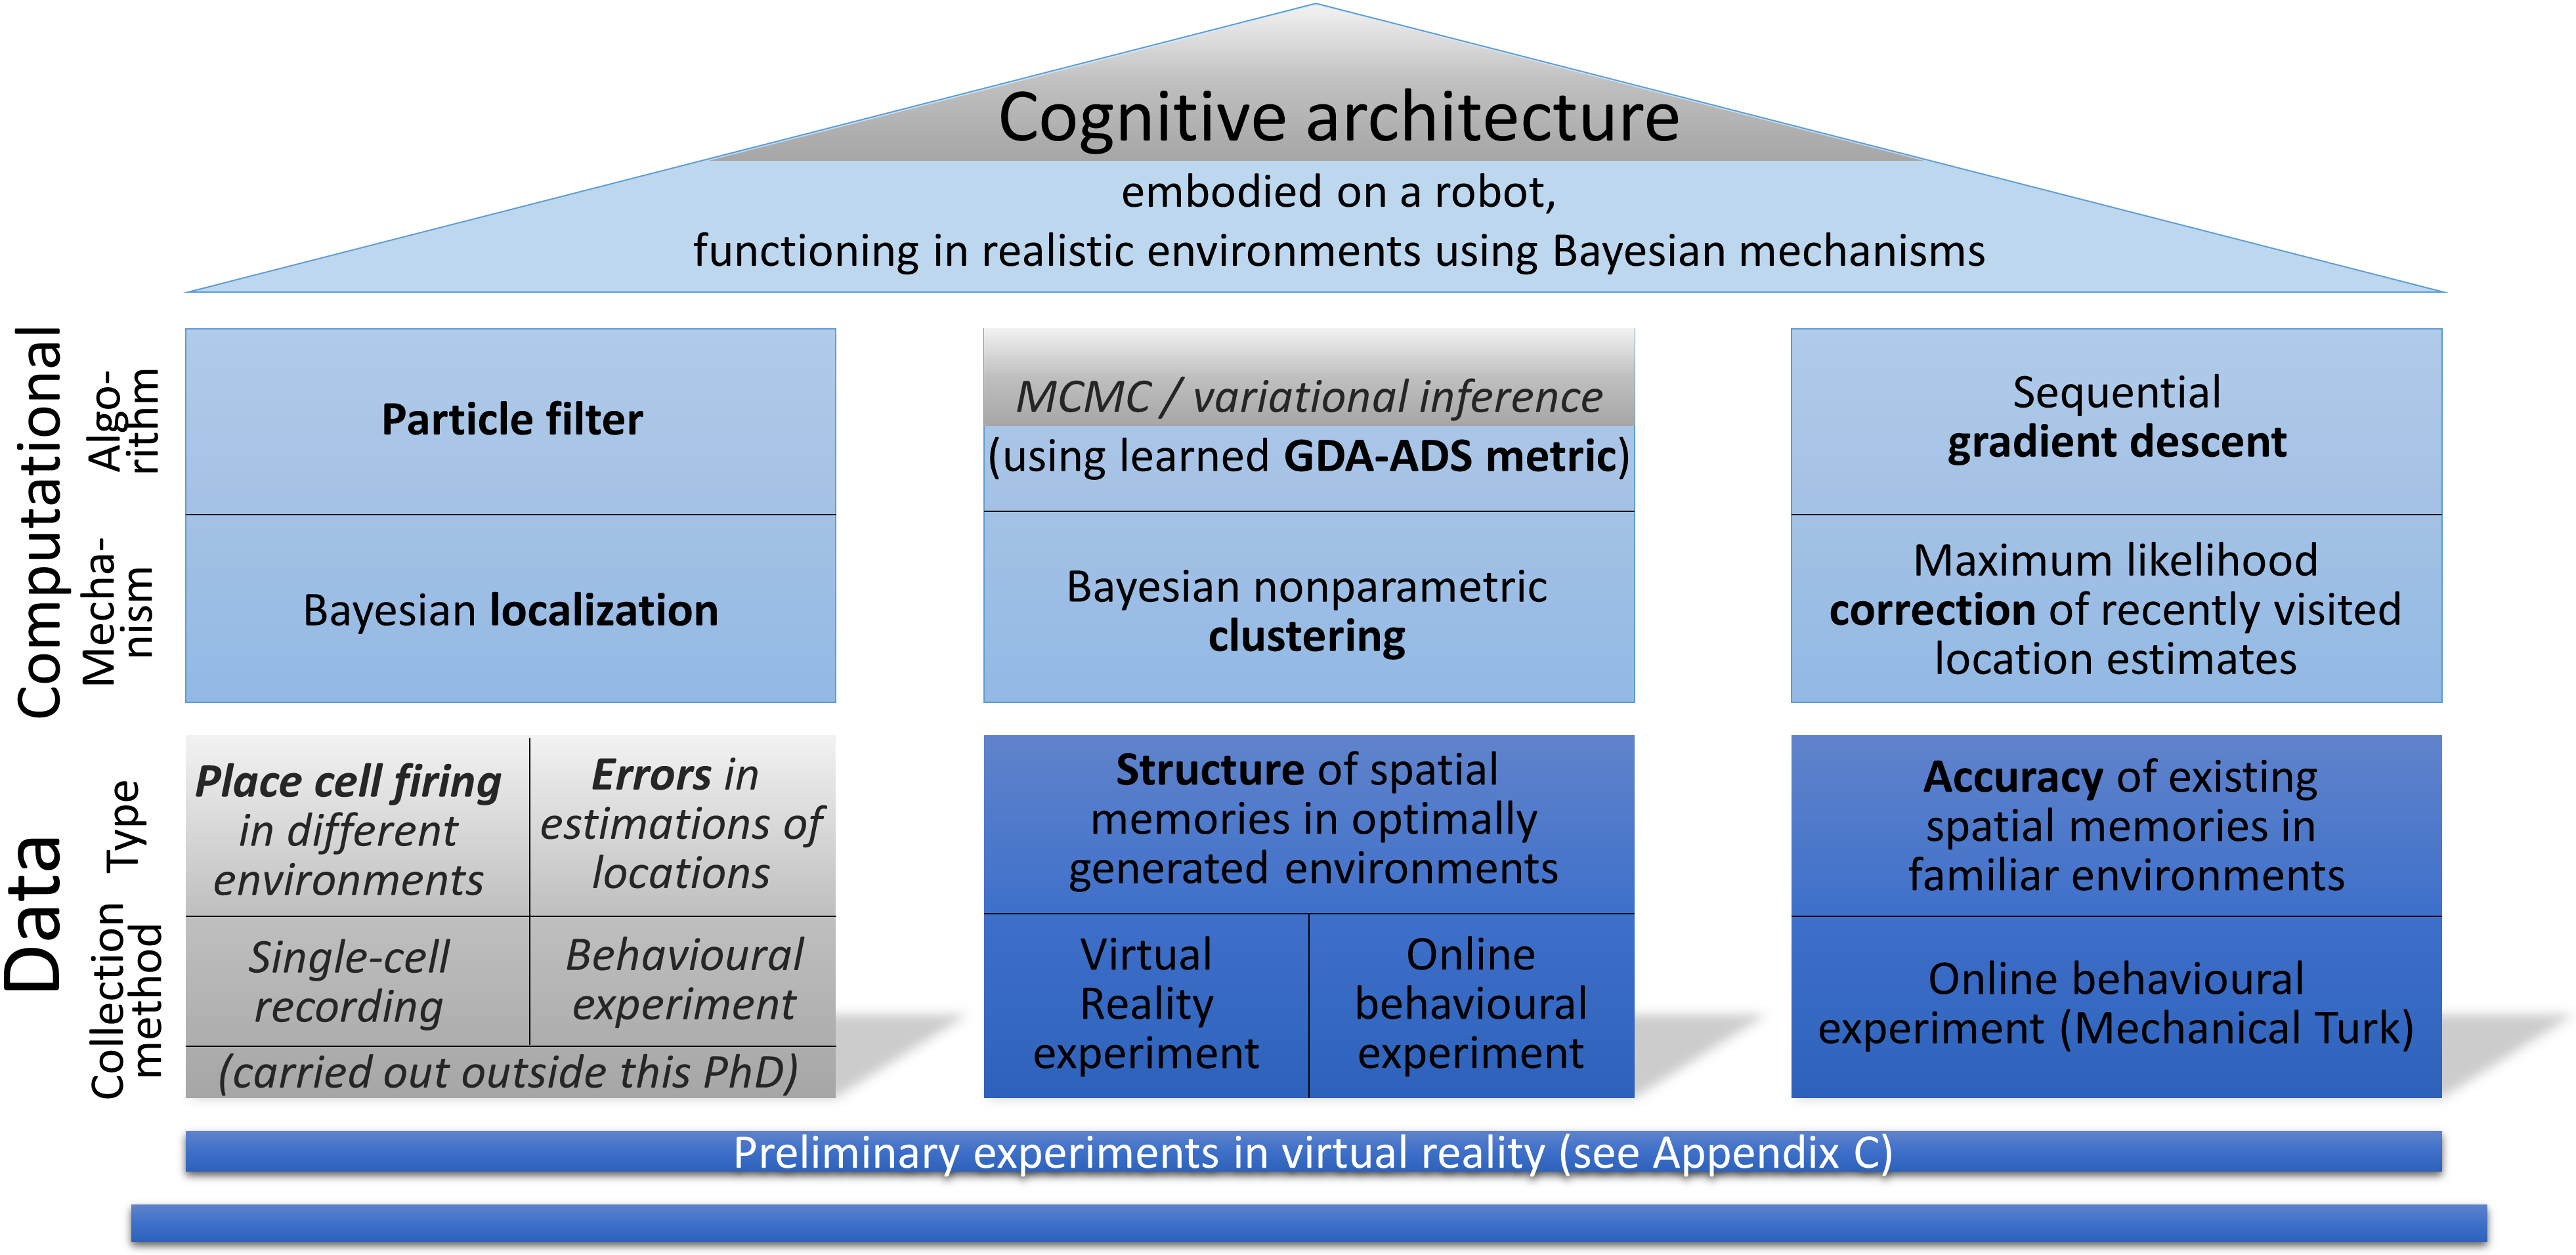 Cognitive architecture
embodied on a robot,
functioning in realistic environments using Bayesian mechanisms
Computational
Algo-
rithm
Particle filter
MCMC / variational inference
(using learned GDA-ADS metric)
Sequential
gradient descent
Mecha-
nism
Bayesian localization
Bayesian nonparametric
clustering
Maximum likelihood
correction of recently visited
location estimates
Data
Type
Place cell firing
in different
environments
Errors in
estimations of
locations
Structure of spatial
memories in optimally
generated environments
Accuracy of existing
spatial memories in
familiar environments
Collection
method
Single-cell
recording
Behavioural
experiment
(carried out outside this PhD)
Virtual
Reality
experiment
Online
behavioural
experiment
Online behavioural
experiment (Mechanical Turk)
Preliminary experiments in virtual reality (see Appendix C)